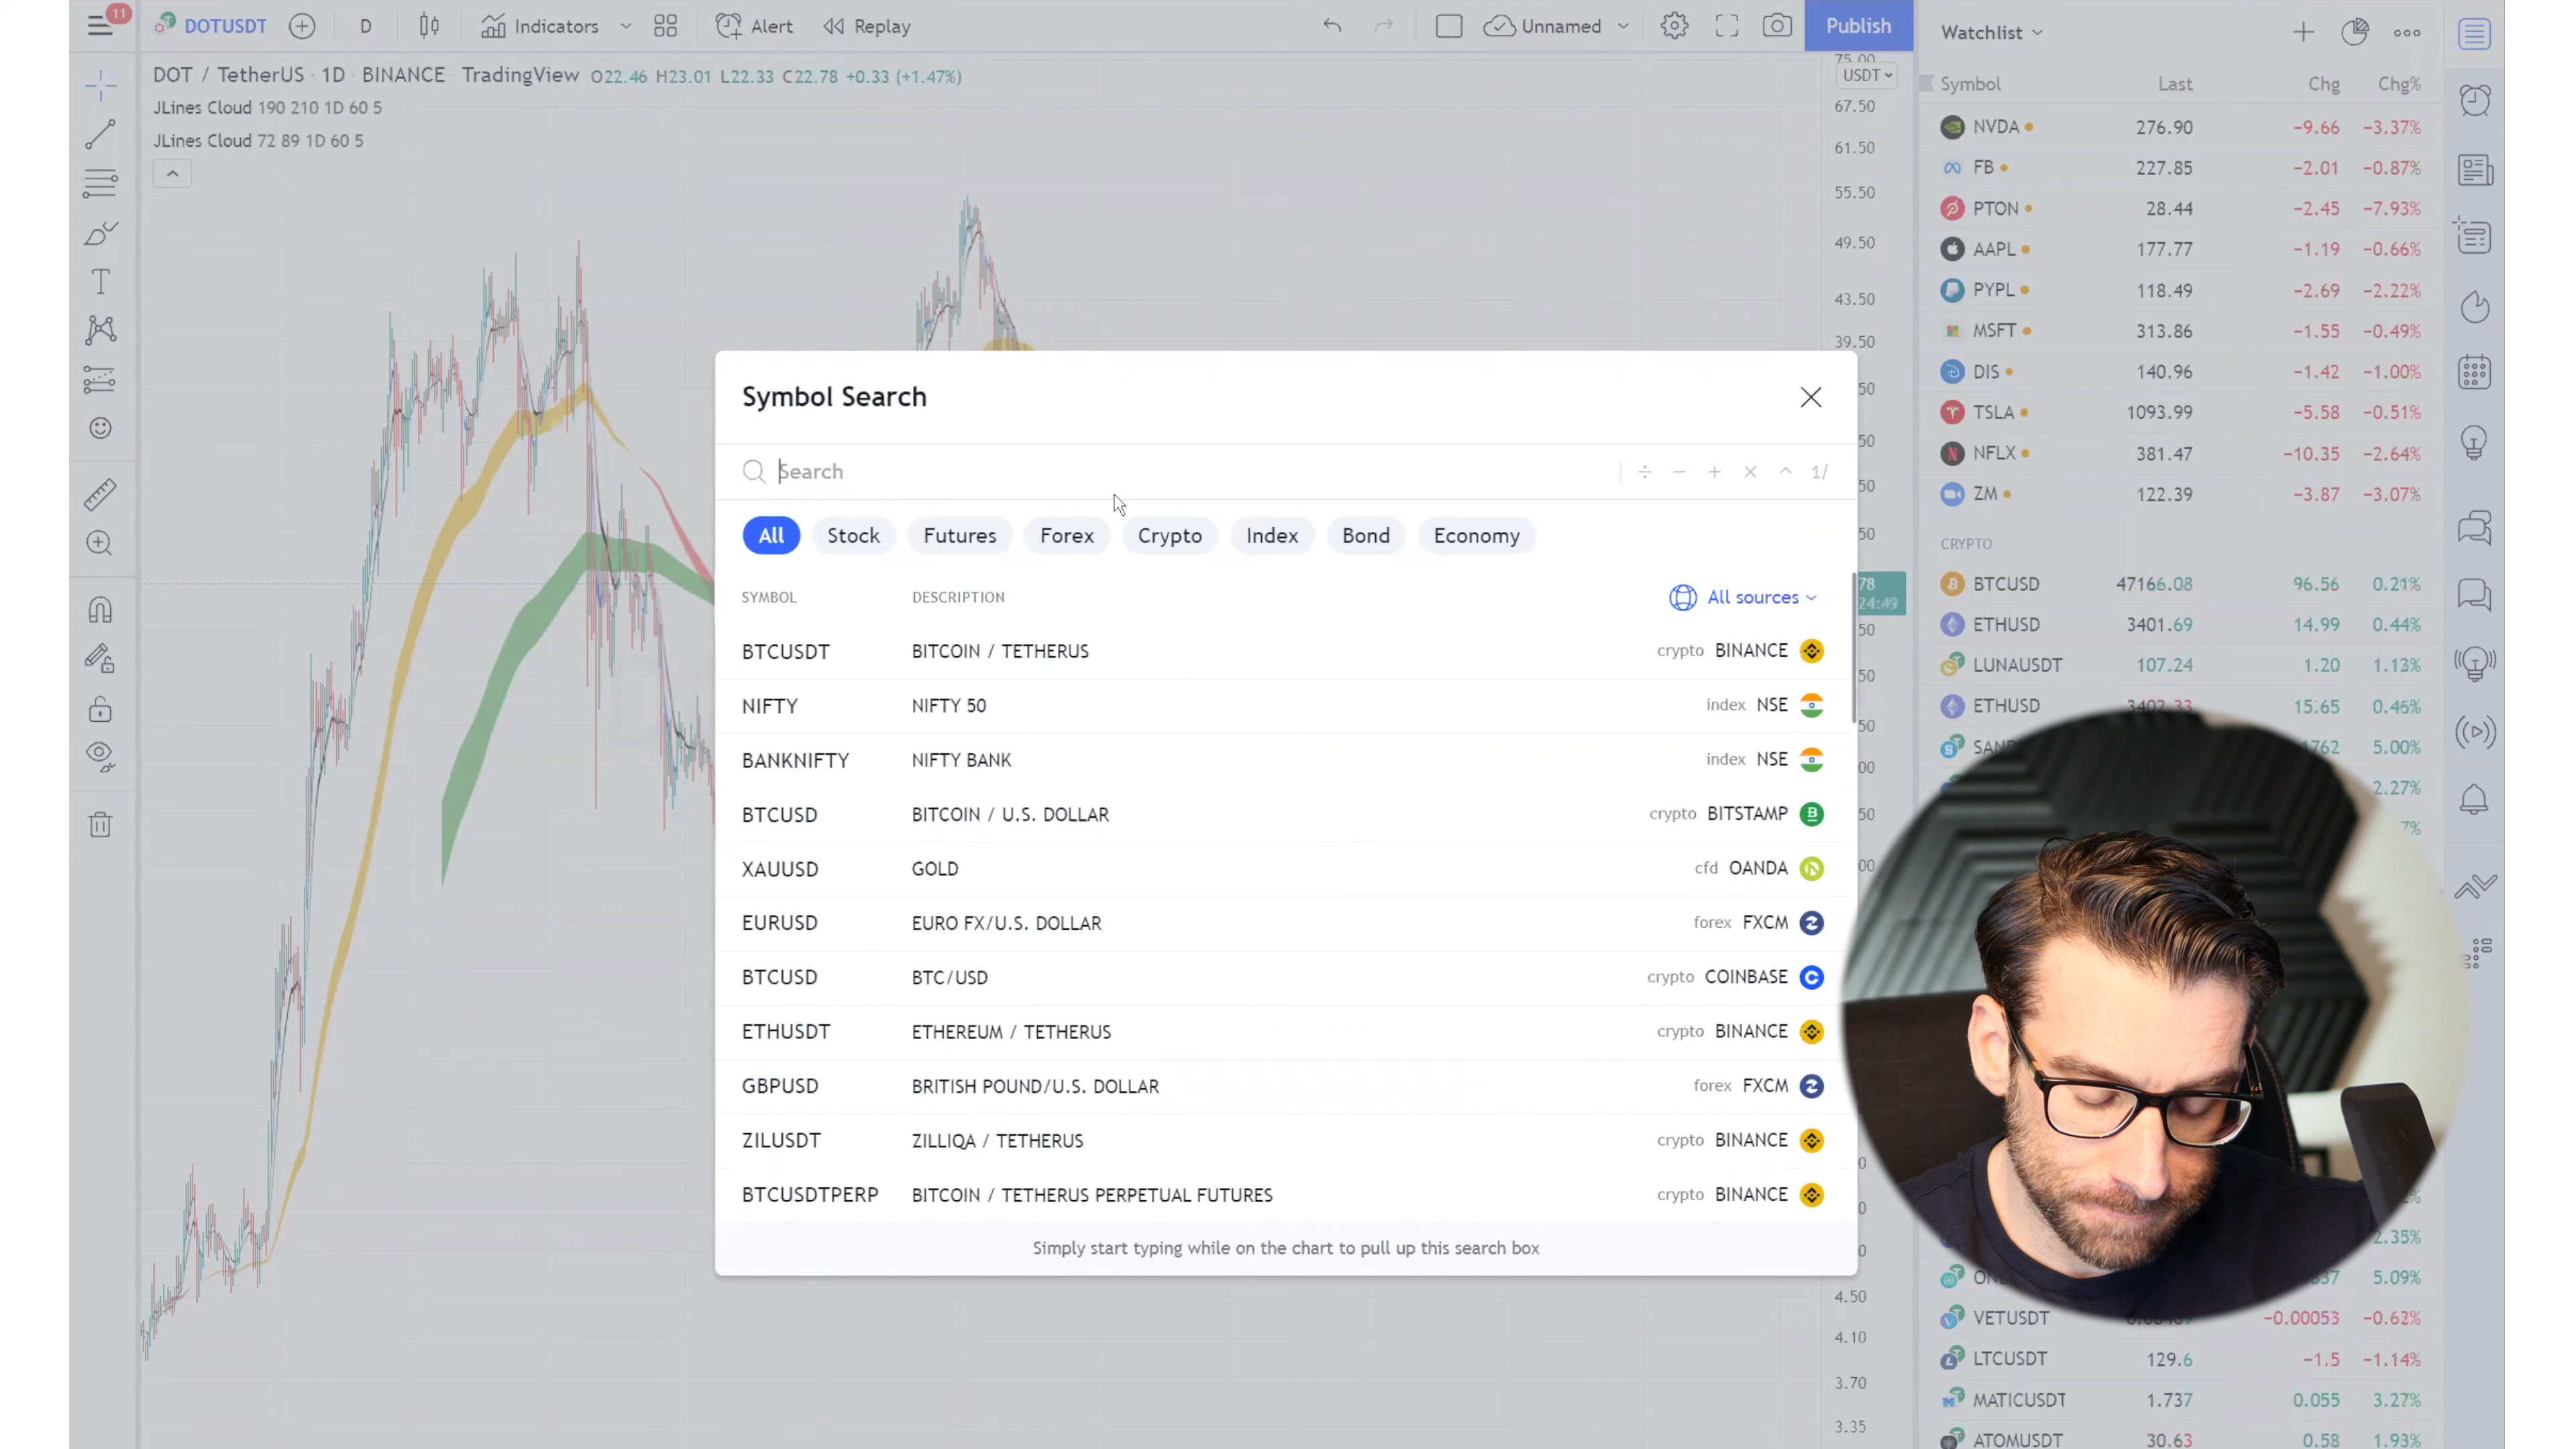 11
DOTUSDT D Indicators Alert Replay Unnamed Publish
DOT / TetherUS · 1D · BINANCE TradingView O22.46 H23.01 L22.33 C22.78 +0.33 (+1.47%)
JLines Cloud 190 210 1D 60 5
JLines Cloud 72 89 1D 60 5
75.00
USDT
67.50
61.50
55.50
49.50
43.50
39.50
Symbol Search
Search
÷ − + × ^ 1/
All Stock Futures Forex Crypto Index Bond Economy
SYMBOL DESCRIPTION All sources
BTCUSDT BITCOIN / TETHERUS crypto BINANCE
NIFTY NIFTY 50 index NSE
BANKNIFTY NIFTY BANK index NSE
BTCUSD BITCOIN / U.S. DOLLAR crypto BITSTAMP
XAUUSD GOLD cfd OANDA
EURUSD EURO FX/U.S. DOLLAR forex FXCM
BTCUSD BTC/USD crypto COINBASE
ETHUSDT ETHEREUM / TETHERUS crypto BINANCE
GBPUSD BRITISH POUND/U.S. DOLLAR forex FXCM
ZILUSDT ZILLIQA / TETHERUS crypto BINANCE
BTCUSDTPERP BITCOIN / TETHERUS PERPETUAL FUTURES crypto BINANCE
Simply start typing while on the chart to pull up this search box
4.50
4.10
3.70
3.35
Watchlist
Symbol Last Chg Chg%
NVDA 276.90 −9.66 −3.37%
FB 227.85 −2.01 −0.87%
PTON 28.44 −2.45 −7.93%
AAPL 177.77 −1.19 −0.66%
PYPL 118.49 −2.69 −2.22%
MSFT 313.86 −1.55 −0.49%
DIS 140.96 −1.42 −1.00%
TSLA 1093.99 −5.58 −0.51%
NFLX 381.47 −10.35 −2.64%
ZM 122.39 −3.87 −3.07%
CRYPTO
BTCUSD 47166.08 96.56 0.21%
ETHUSD 3401.69 14.99 0.44%
LUNAUSDT 107.24 1.20 1.12%
ETHUSD 3402.33 15.65 0.46%
5.00%
2.27%
2.35%
5.09%
VETUSDT −0.00053 −0.62%
LTCUSDT 129.6 −1.5 −1.14%
MATICUSDT 1.737 0.055 3.27%
ATOMUSDT 30.63 0.58 1.93%